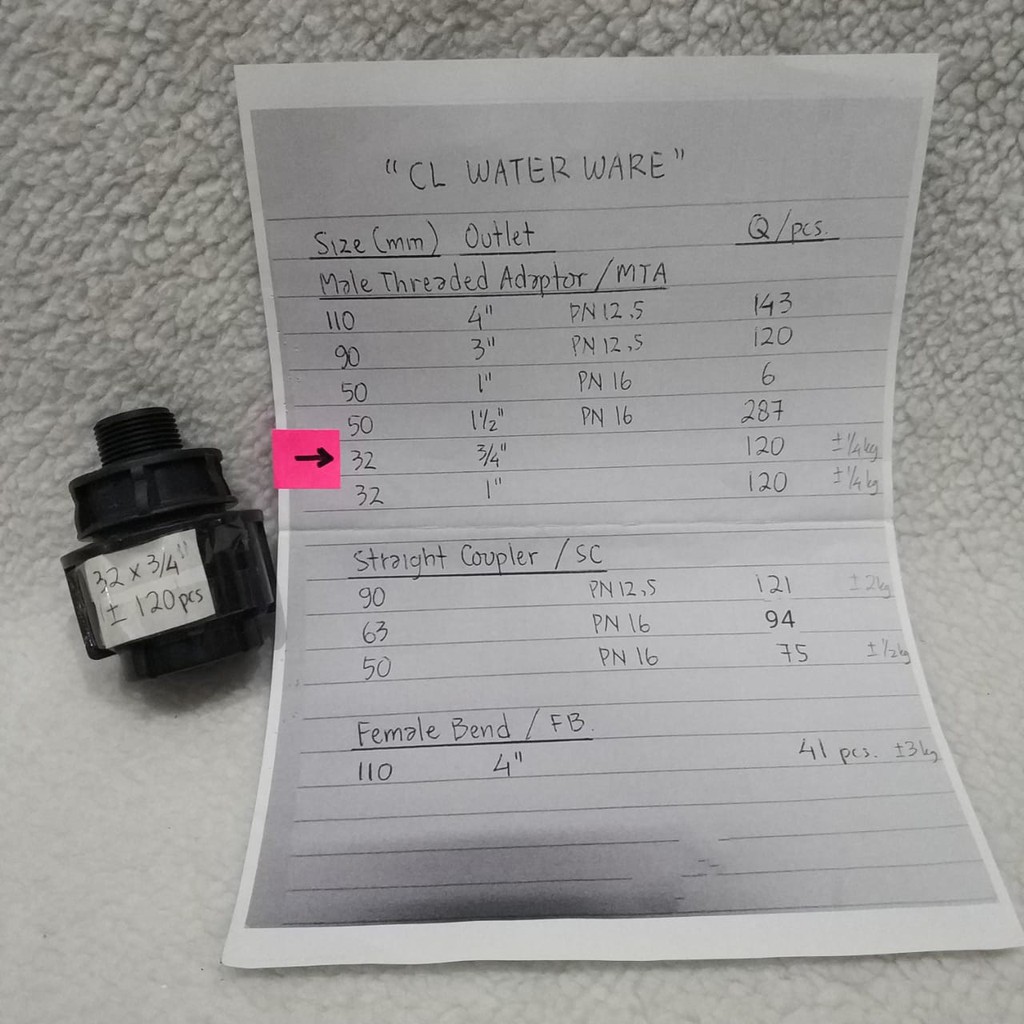 "CL WATER WARE"
Size (mm) Outlet Q/pcs.
Male Threaded Adaptor / MTA
110 4" PN 12.5 143
90 3" PN 12,5 120
50 1" PN 16 6
50 1½" PN 16 287
→ 32 ¾" 120 ±¼kg
32 1" 120 ±¼kg
Straight Coupler / SC
90 PN 12,5 121 ±2kg
63 PN 16 94
50 PN 16 75 ±½kg
Female Bend / FB.
110 4" 41 pcs. ±3kg
32 x 3/4"
± 120pcs